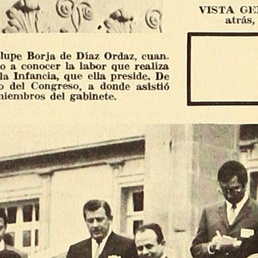 VISTA GE
atrás,
lupe Borja de Díaz Ordaz, cuan-
o a conocer la labor que realiza
la Infancia, que ella preside. De
o del Congreso, a donde asistió
miembros del gabinete.